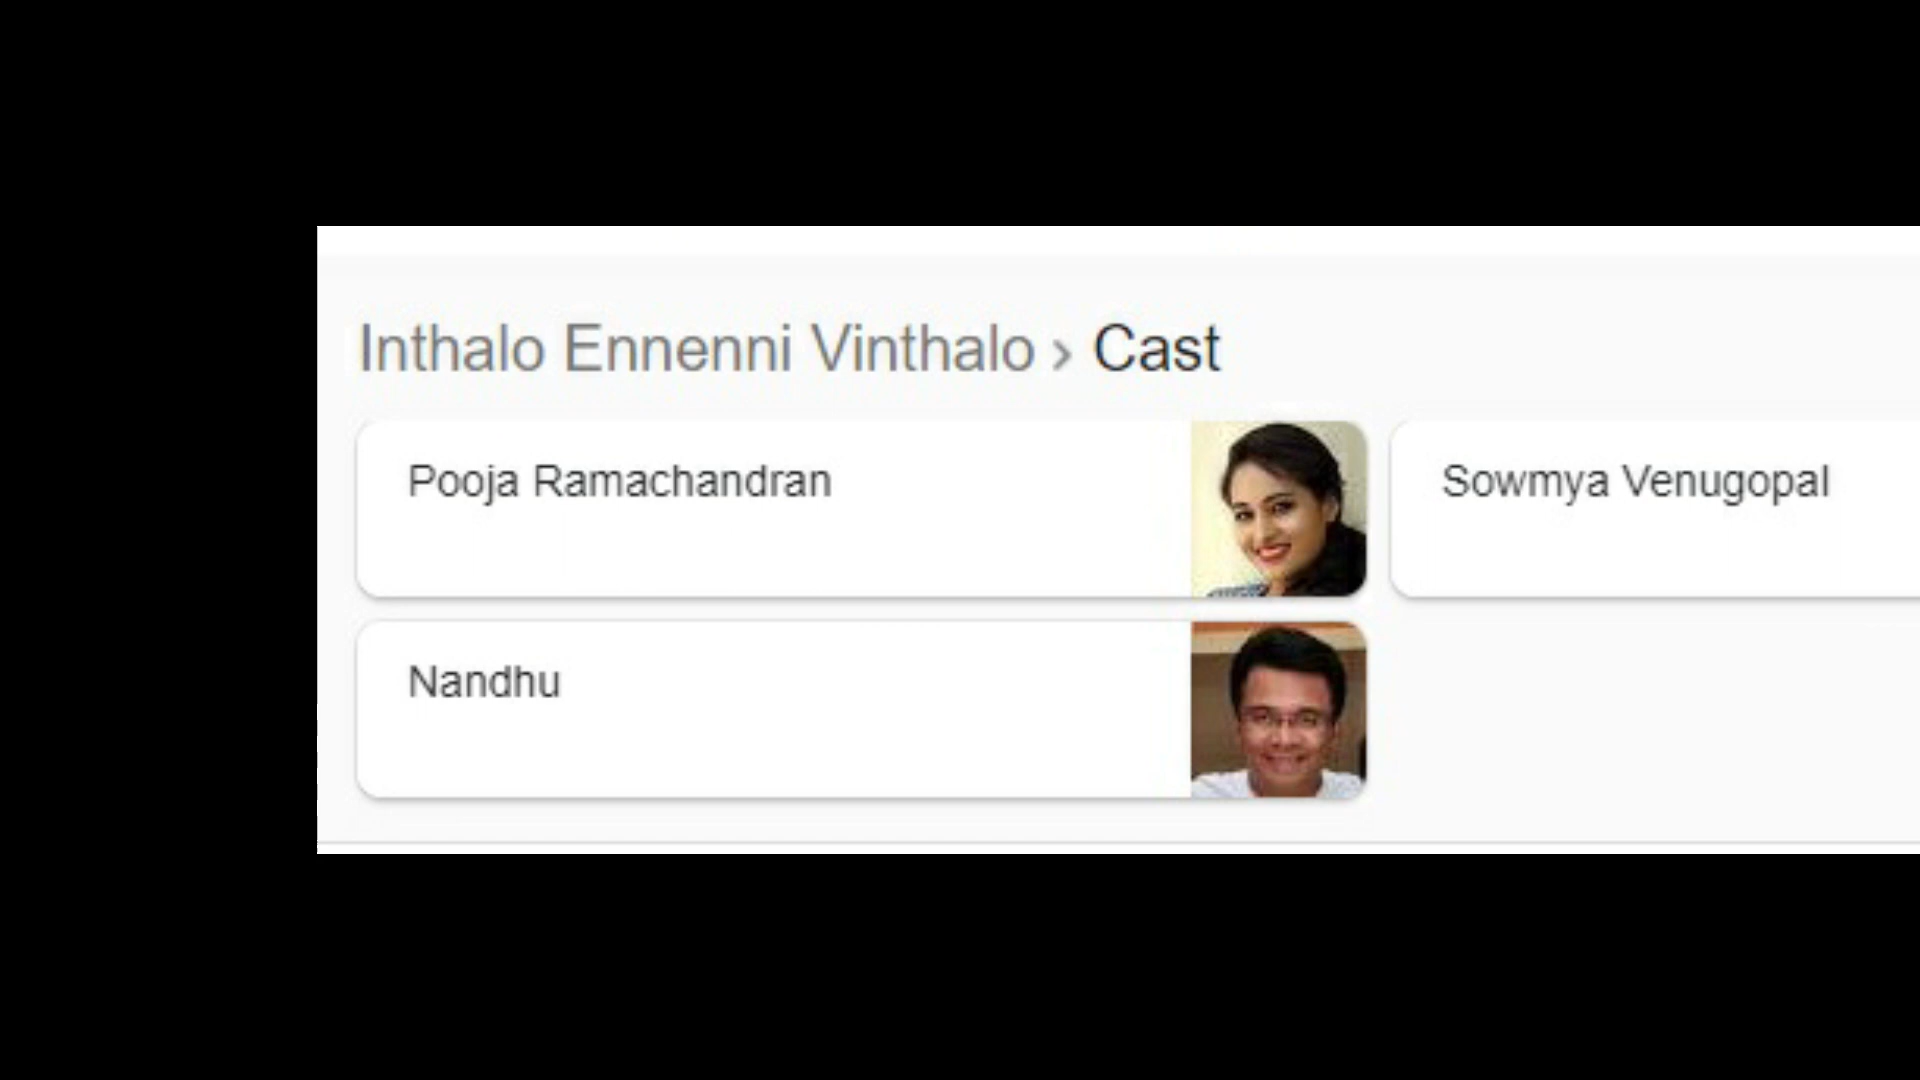 Inthalo Ennenni Vinthalo › Cast
Pooja Ramachandran
Sowmya Venugopal
Nandhu